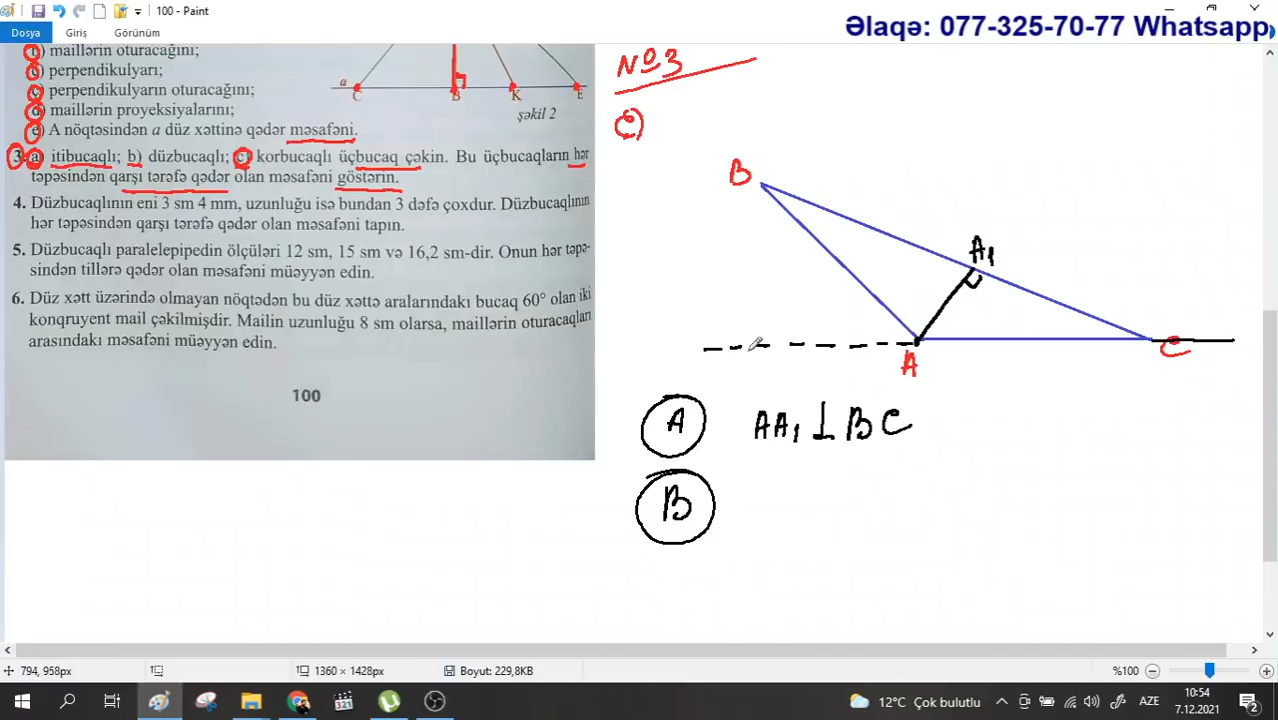 100 - Paint
Əlaqə: 077-325-70-77 Whatsapp
Dosya Giriş Görünüm
b) maillərin oturacağını;
c) perpendikulyarı;
ç) perpendikulyarın oturacağını;
d) maillərin proyeksiyalarını;
e) A nöqtəsindən a düz xəttinə qədər məsafəni.
a C B K E
şəkil 2
3. a) itibucaqlı; b) düzbucaqlı; c) korbucaqlı üçbucaq çəkin. Bu üçbucaqların hər
təpəsindən qarşı tərəfə qədər olan məsafəni göstərin.
4. Düzbucaqlının eni 3 sm 4 mm, uzunluğu isə bundan 3 dəfə çoxdur. Düzbucaqlının
hər təpəsindən qarşı tərəfə qədər olan məsafəni tapın.
5. Düzbucaqlı paralelepipedin ölçüləri 12 sm, 15 sm və 16,2 sm-dir. Onun hər təpə-
sindən tillərə qədər olan məsafəni müəyyən edin.
6. Düz xətt üzərində olmayan nöqtədən bu düz xəttə aralarındakı bucaq 60° olan iki
konqruyent mail çəkilmişdir. Mailin uzunluğu 8 sm olarsa, maillərin oturacaqları
arasındakı məsafəni müəyyən edin.
100
№3
c)
B
A₁
A
C
A AA₁ ⊥ BC
B
794, 958px
1360 × 1428px
Boyut: 229,8KB
%100
12°C Çok bulutlu
AZE
10:54
7.12.2021
2